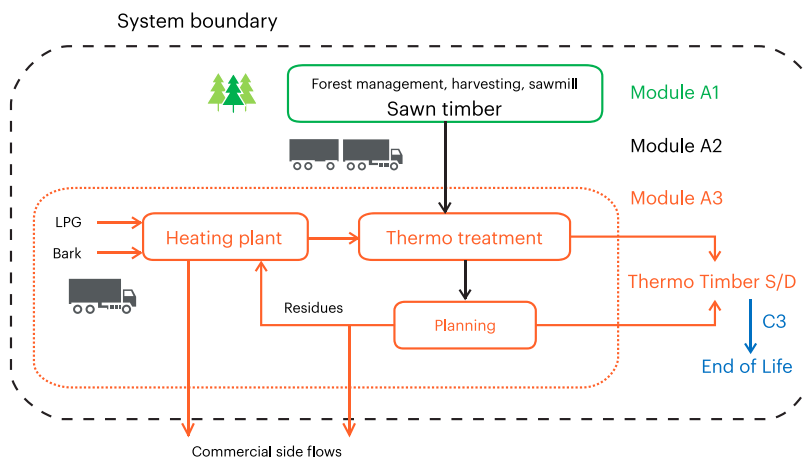 System boundary
Forest management, harvesting, sawmill
Sawn timber
Module A1
Module A2
Module A3
LPG
Bark
Heating plant
Thermo treatment
Thermo Timber S/D
Residues
Planning
C3
End of Life
Commercial side flows